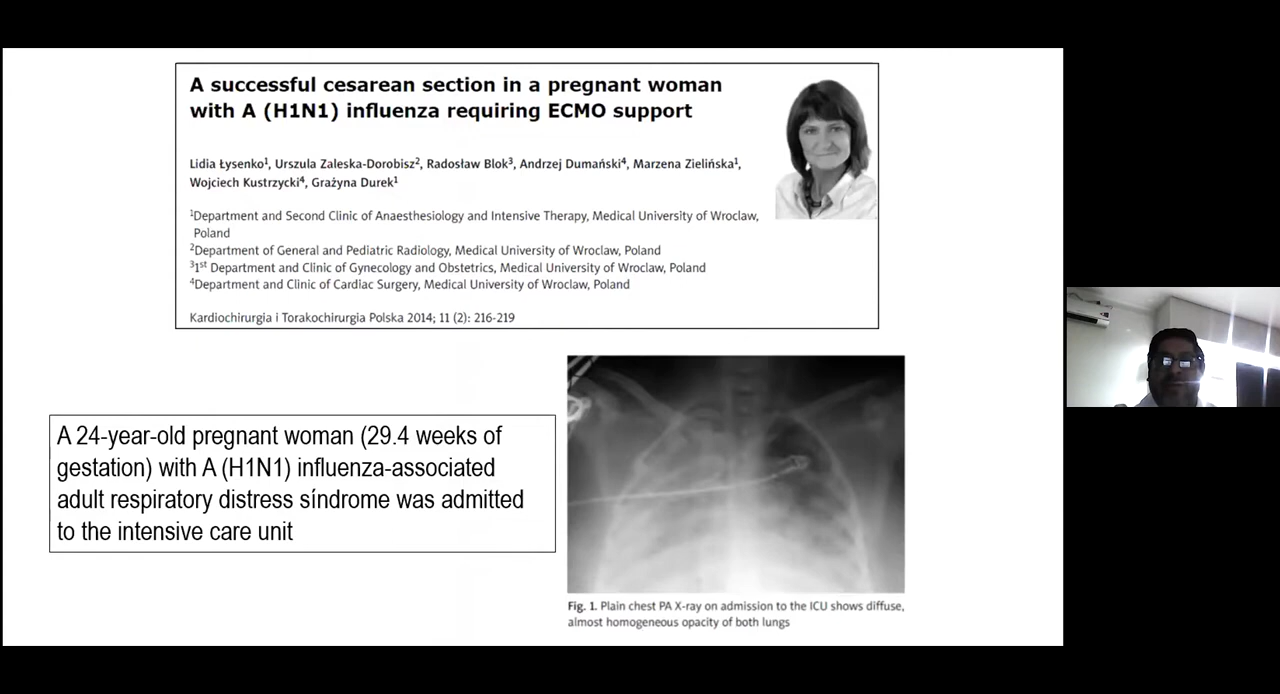 A successful cesarean section in a pregnant woman
with A (H1N1) influenza requiring ECMO support
Lidia Łysenko1, Urszula Zaleska-Dorobisz2, Radosław Blok3, Andrzej Dumański4, Marzena Zielińska1,
Wojciech Kustrzycki4, Grażyna Durek1
1Department and Second Clinic of Anaesthesiology and Intensive Therapy, Medical University of Wroclaw,
Poland
2Department of General and Pediatric Radiology, Medical University of Wroclaw, Poland
31st Department and Clinic of Gynecology and Obstetrics, Medical University of Wroclaw, Poland
4Department and Clinic of Cardiac Surgery, Medical University of Wroclaw, Poland
Kardiochirurgia i Torakochirurgia Polska 2014; 11 (2): 216-219
A 24-year-old pregnant woman (29.4 weeks of
gestation) with A (H1N1) influenza-associated
adult respiratory distress síndrome was admitted
to the intensive care unit
Fig. 1. Plain chest PA X-ray on admission to the ICU shows diffuse,
almost homogeneous opacity of both lungs